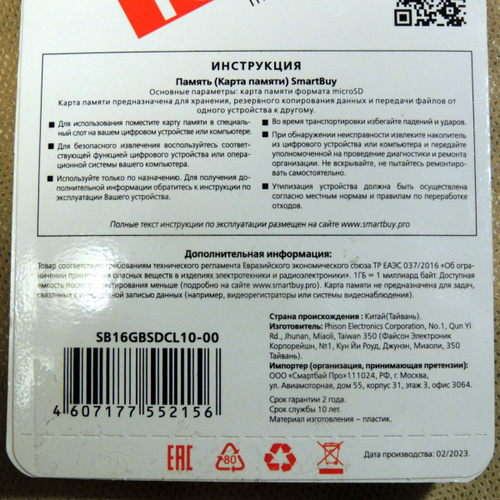 ИНСТРУКЦИЯ
Память (Карта памяти) SmartBuy
Основные параметры: карта памяти формата microSD
Карта памяти предназначена для хранения, резервного копирования данных и передачи файлов от
одного устройства к другому.
Для использования поместите карту памяти в специаль-
ный слот на вашем цифровом устройстве или компьютере.
Для безопасного извлечения воспользуйтесь соответ-
ствующей функцией цифрового устройства или опера-
ционной системы вашего компьютера.
Используйте только по назначению. Для получения до-
полнительной информации обратитесь к инструкции по
эксплуатации Вашего устройства.
Во время транспортировки избегайте падений и ударов.
При обнаружении неисправности извлеките накопитель
из цифрового устройства или компьютера и передайте
уполномоченной на проведение диагностики и ремонта
организации. Не вскрывайте, не пытайтесь ремонтиро-
вать самостоятельно.
Утилизация устройства должна быть осуществлена
согласно местным нормам и правилам по переработке
отходов.
Полные текст инструкции по эксплуатации размещен на сайте www.smartbuy.pro
Дополнительная информация:
Товар соответствует требованиям технического регламента Евразийского экономического союза ТР ЕАЭС 037/2016 «Об огра-
ничении применения опасных веществ в изделиях электротехники и радиоэлектроники». 1ГБ = 1 миллиард байт. Доступная
емкость после форматирования меньше (подробно на сайте www.smartbuy.pro). Карта памяти не предназначена для задач,
связанных с непрерывной записью данных (например, видеорегистраторы или системы видеонаблюдения).
SB16GBSDCL10-00
4 607177 552156
Страна происхождения: Китай(Тайвань).
Изготовитель: Phison Electronics Corporation, No.1, Qun Yi
Rd., Jhunan, Miaoli, Taiwan 350 (Файсон Электроник
Корпорейшн, №1, Кун Йи Роуд, Джунэн, Миаоли, 350
Тайвань).
Импортер (организация, принимающая претензии):
ООО «Смартбай Про»111024, РФ, г. Москва,
ул. Авиамоторная, дом 55, корпус 31, этаж 3, офис 3064.
Срок гарантии 2 года.
Срок службы 10 лет.
Материал изготовления – пластик.
EAC
80
Дата производства: 02/2023.